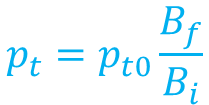 $p_t = p_{t0} \frac{B_f}{B_i}$